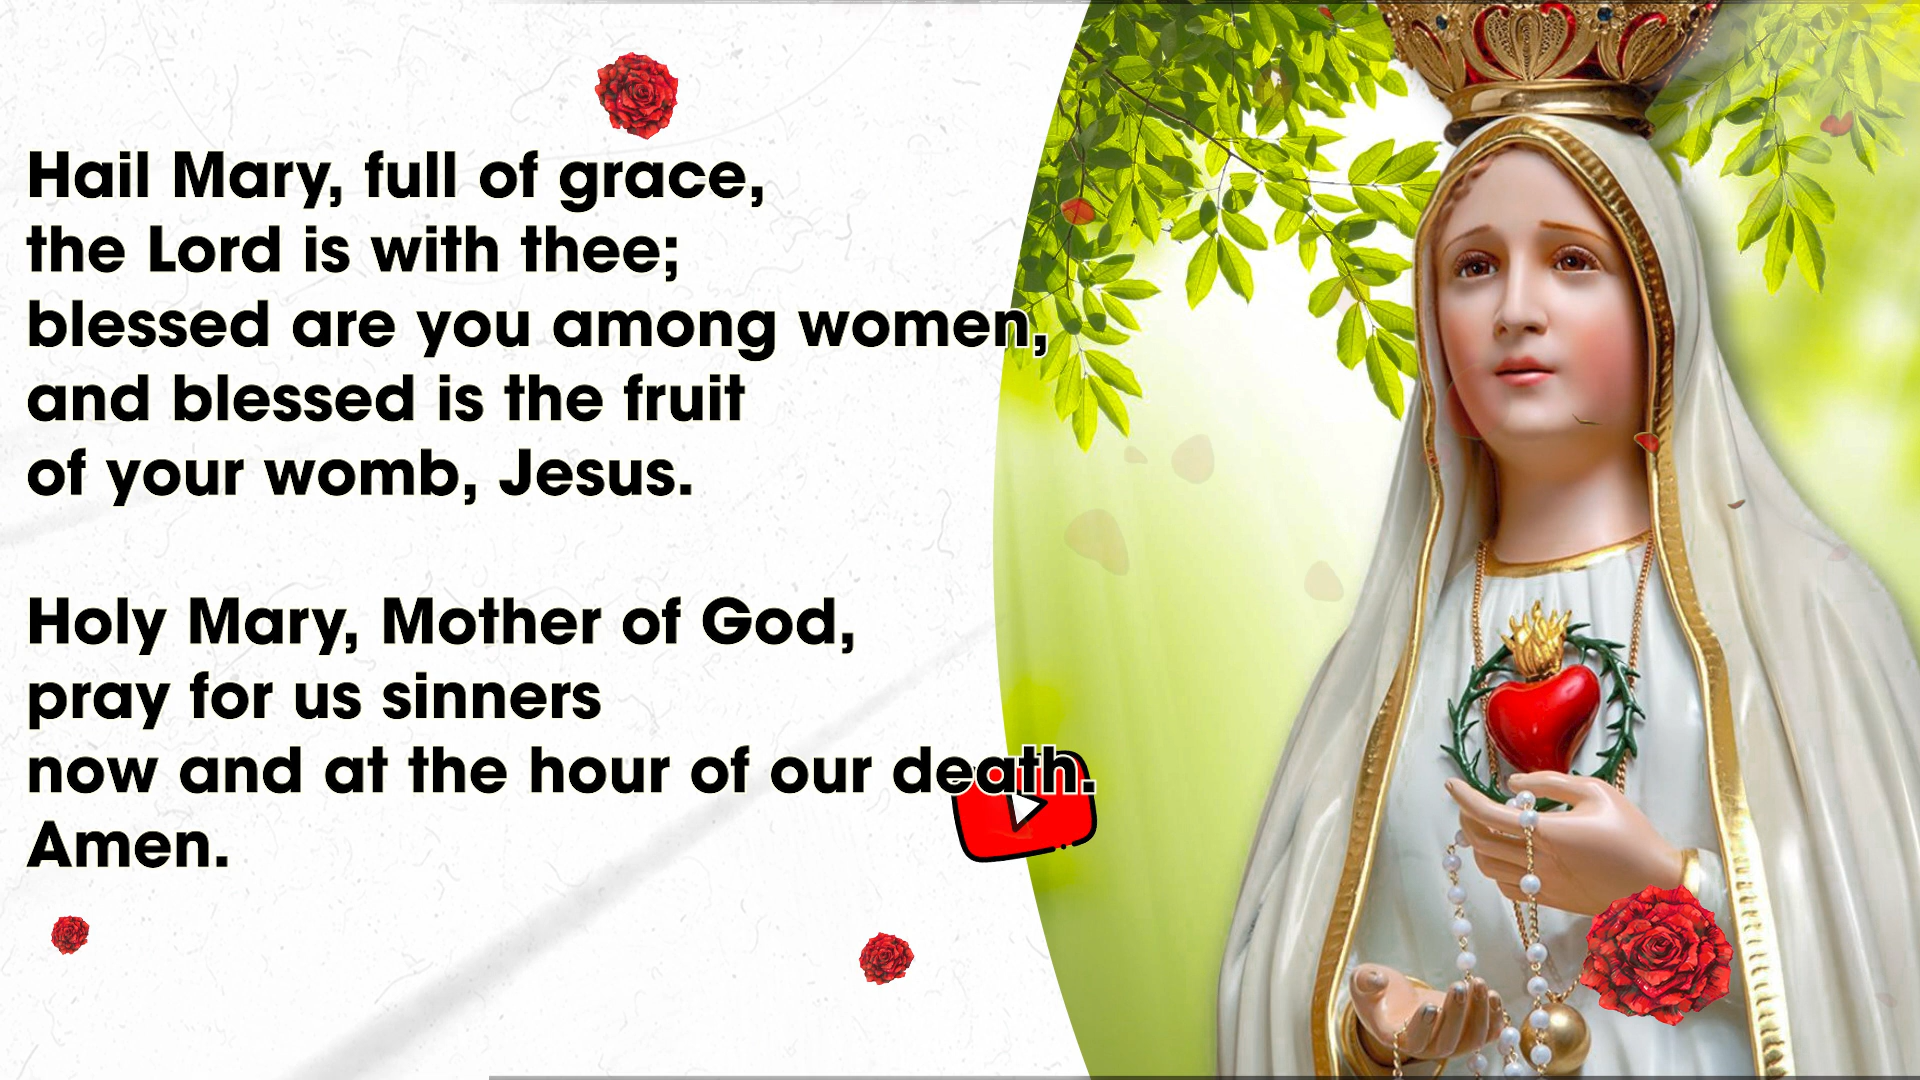 Hail Mary, full of grace,
the Lord is with thee;
blessed are you among women,
and blessed is the fruit
of your womb, Jesus.
Holy Mary, Mother of God,
pray for us sinners
now and at the hour of our death.
Amen.